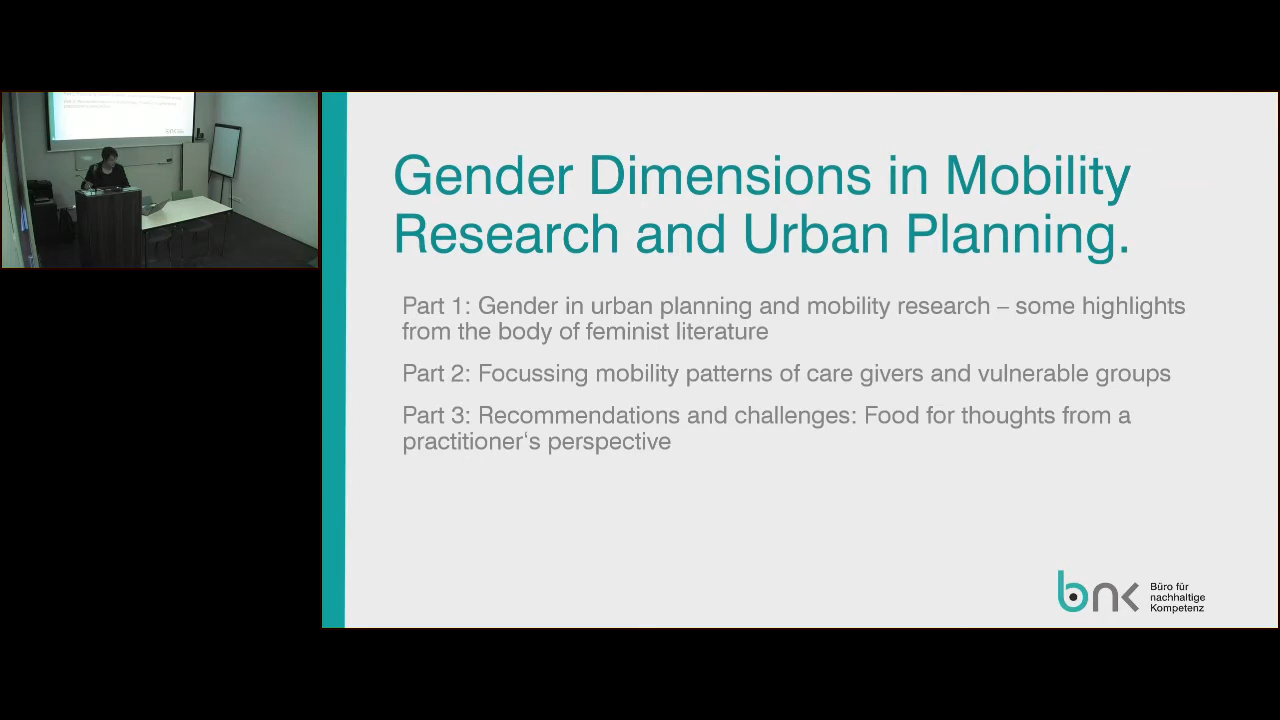 Gender Dimensions in Mobility
Research and Urban Planning.
Part 1: Gender in urban planning and mobility research – some highlights
from the body of feminist literature
Part 2: Focussing mobility patterns of care givers and vulnerable groups
Part 3: Recommendations and challenges: Food for thoughts from a
practitioner‘s perspective
bnk
Büro für
nachhaltige
Kompetenz